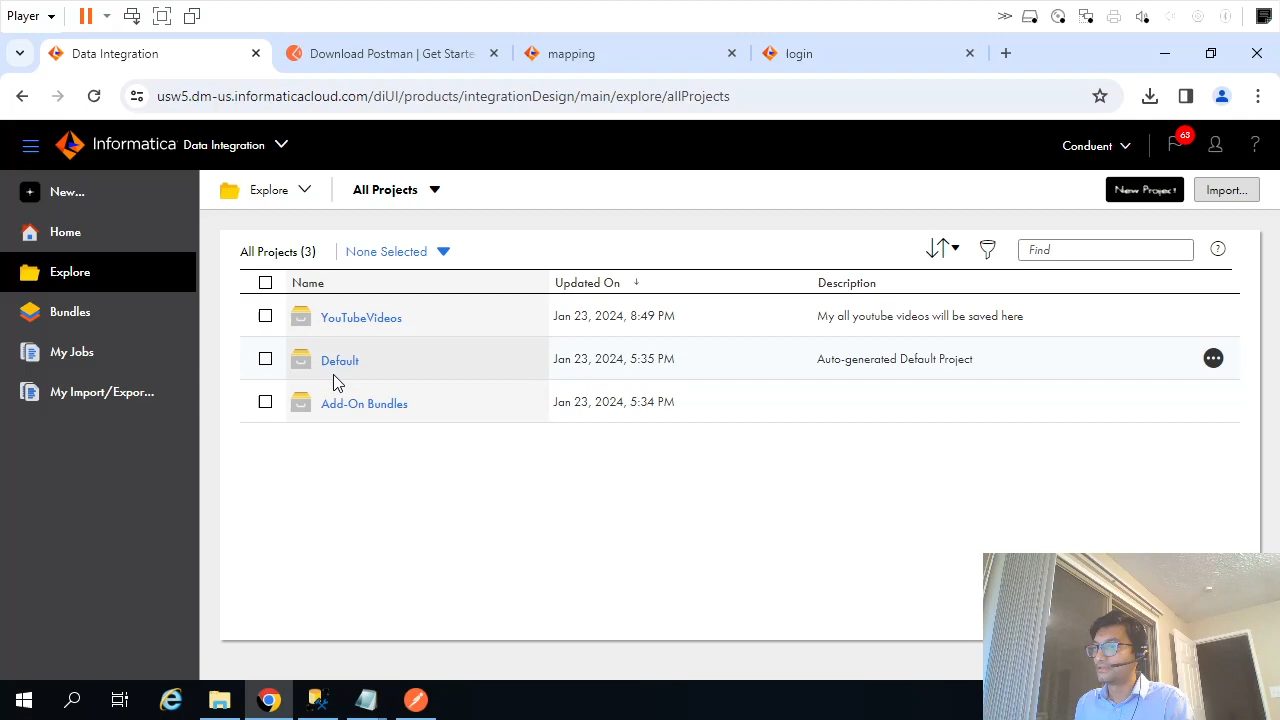 Player
Data Integration
Download Postman | Get Starte
mapping
login
usw5.dm-us.informaticacloud.com/diUI/products/integrationDesign/main/explore/allProjects
Informatica Data Integration
Conduent
63
?
New...
Explore
All Projects
New Project
Import...
Home
Explore
Bundles
My Jobs
My Import/Expor...
All Projects (3)
None Selected
Find
?
Name
Updated On
Description
YouTubeVideos
Jan 23, 2024, 8:49 PM
My all youtube videos will be saved here
Default
Jan 23, 2024, 5:35 PM
Auto-generated Default Project
Add-On Bundles
Jan 23, 2024, 5:34 PM